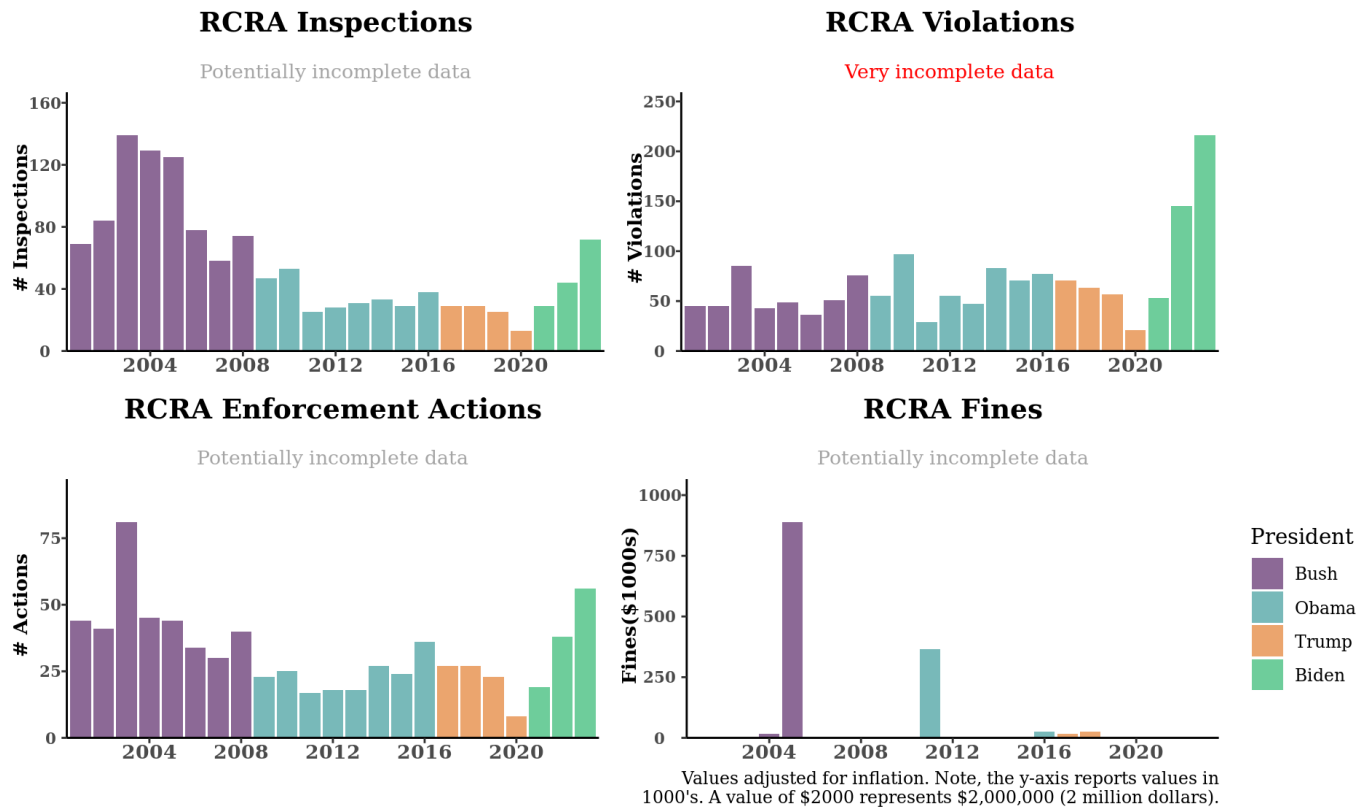 RCRA Inspections
Potentially incomplete data
# Inspections
160
120
80
40
0
2004 2008 2012 2016 2020
RCRA Violations
Very incomplete data
# Violations
250
200
150
100
50
0
2004 2008 2012 2016 2020
RCRA Enforcement Actions
Potentially incomplete data
# Actions
75
50
25
0
2004 2008 2012 2016 2020
RCRA Fines
Potentially incomplete data
Fines($1000s)
1000
750
500
250
0
2004 2008 2012 2016 2020
Values adjusted for inflation. Note, the y-axis reports values in
1000's. A value of $2000 represents $2,000,000 (2 million dollars).
President
Bush
Obama
Trump
Biden